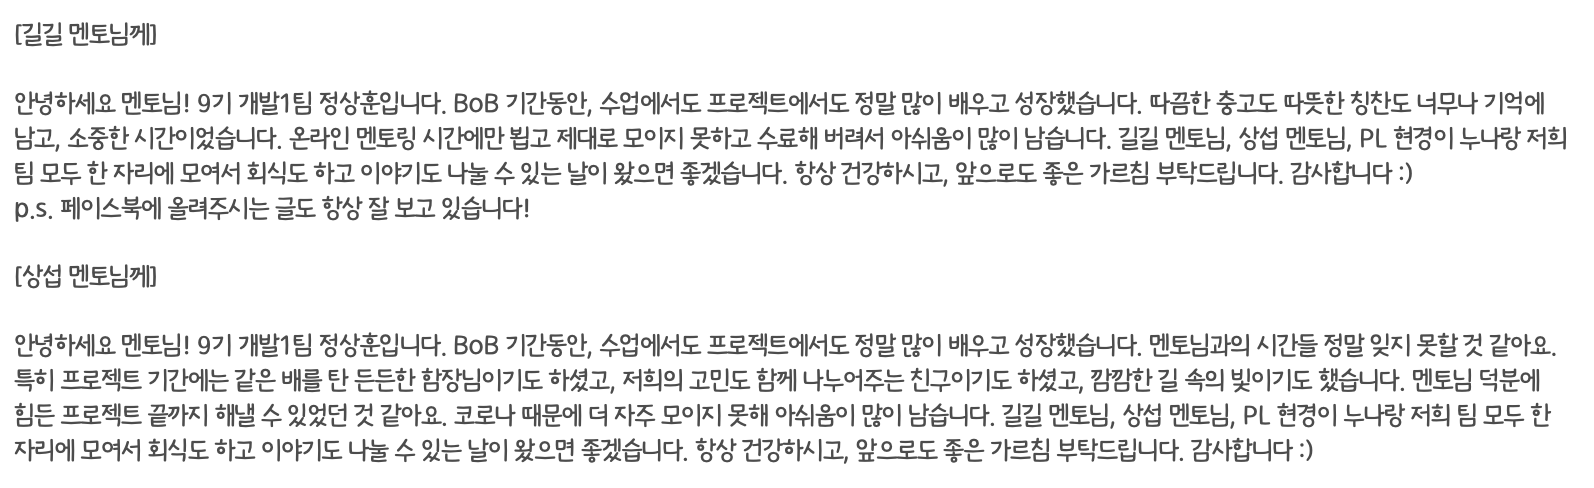 [길길 멘토님께]
안녕하세요 멘토님! 9기 개발1팀 정상훈입니다. BoB 기간동안, 수업에서도 프로젝트에서도 정말 많이 배우고 성장했습니다. 따끔한 충고도 따뜻한 칭찬도 너무나 기억에
남고, 소중한 시간이었습니다. 온라인 멘토링 시간에만 뵙고 제대로 모이지 못하고 수료해 버려서 아쉬움이 많이 남습니다. 길길 멘토님, 상섭 멘토님, PL 현경이 누나랑 저희
팀 모두 한 자리에 모여서 회식도 하고 이야기도 나눌 수 있는 날이 왔으면 좋겠습니다. 항상 건강하시고, 앞으로도 좋은 가르침 부탁드립니다. 감사합니다 :)
p.s. 페이스북에 올려주시는 글도 항상 잘 보고 있습니다!
[상섭 멘토님께]
안녕하세요 멘토님! 9기 개발1팀 정상훈입니다. BoB 기간동안, 수업에서도 프로젝트에서도 정말 많이 배우고 성장했습니다. 멘토님과의 시간들 정말 잊지 못할 것 같아요.
특히 프로젝트 기간에는 같은 배를 탄 든든한 함장님이기도 하셨고, 저희의 고민도 함께 나누어주는 친구이기도 하셨고, 깜깜한 길 속의 빛이기도 했습니다. 멘토님 덕분에
힘든 프로젝트 끝까지 해낼 수 있었던 것 같아요. 코로나 때문에 더 자주 모이지 못해 아쉬움이 많이 남습니다. 길길 멘토님, 상섭 멘토님, PL 현경이 누나랑 저희 팀 모두 한
자리에 모여서 회식도 하고 이야기도 나눌 수 있는 날이 왔으면 좋겠습니다. 항상 건강하시고, 앞으로도 좋은 가르침 부탁드립니다. 감사합니다 :)